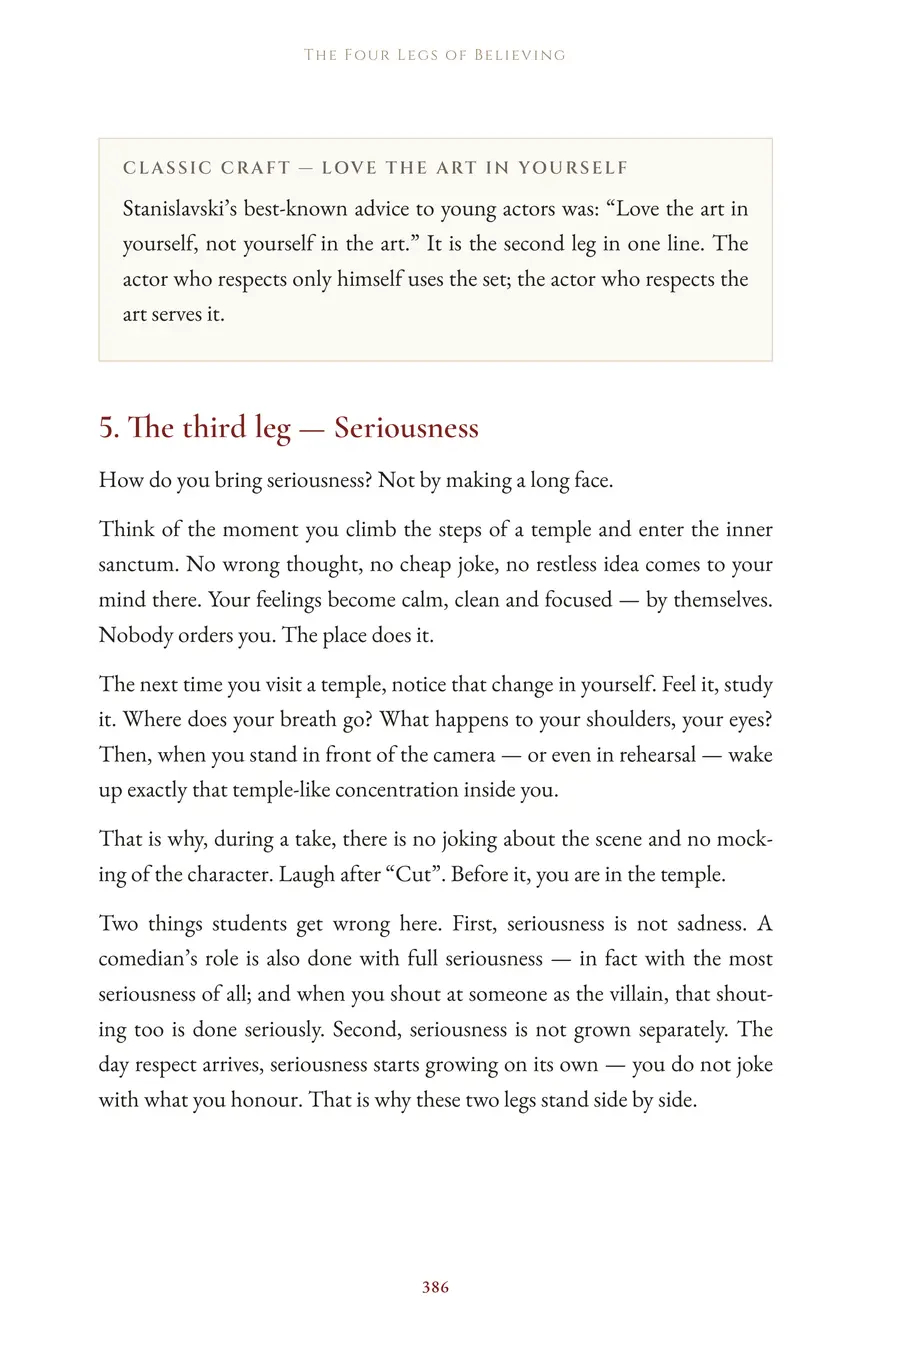 The Four Legs of Believing
CLASSIC CRAFT — LOVE THE ART IN YOURSELF
Stanislavski’s best-known advice to young actors was: “Love the art in
yourself, not yourself in the art.” It is the second leg in one line. The
actor who respects only himself uses the set; the actor who respects the
art serves it.
5. The third leg — Seriousness
How do you bring seriousness? Not by making a long face.
Think of the moment you climb the steps of a temple and enter the inner
sanctum. No wrong thought, no cheap joke, no restless idea comes to your
mind there. Your feelings become calm, clean and focused — by themselves.
Nobody orders you. The place does it.
The next time you visit a temple, notice that change in yourself. Feel it, study
it. Where does your breath go? What happens to your shoulders, your eyes?
Then, when you stand in front of the camera — or even in rehearsal — wake
up exactly that temple-like concentration inside you.
That is why, during a take, there is no joking about the scene and no mock-
ing of the character. Laugh after “Cut”. Before it, you are in the temple.
Two things students get wrong here. First, seriousness is not sadness. A
comedian’s role is also done with full seriousness — in fact with the most
seriousness of all; and when you shout at someone as the villain, that shout-
ing too is done seriously. Second, seriousness is not grown separately. The
day respect arrives, seriousness starts growing on its own — you do not joke
with what you honour. That is why these two legs stand side by side.
386